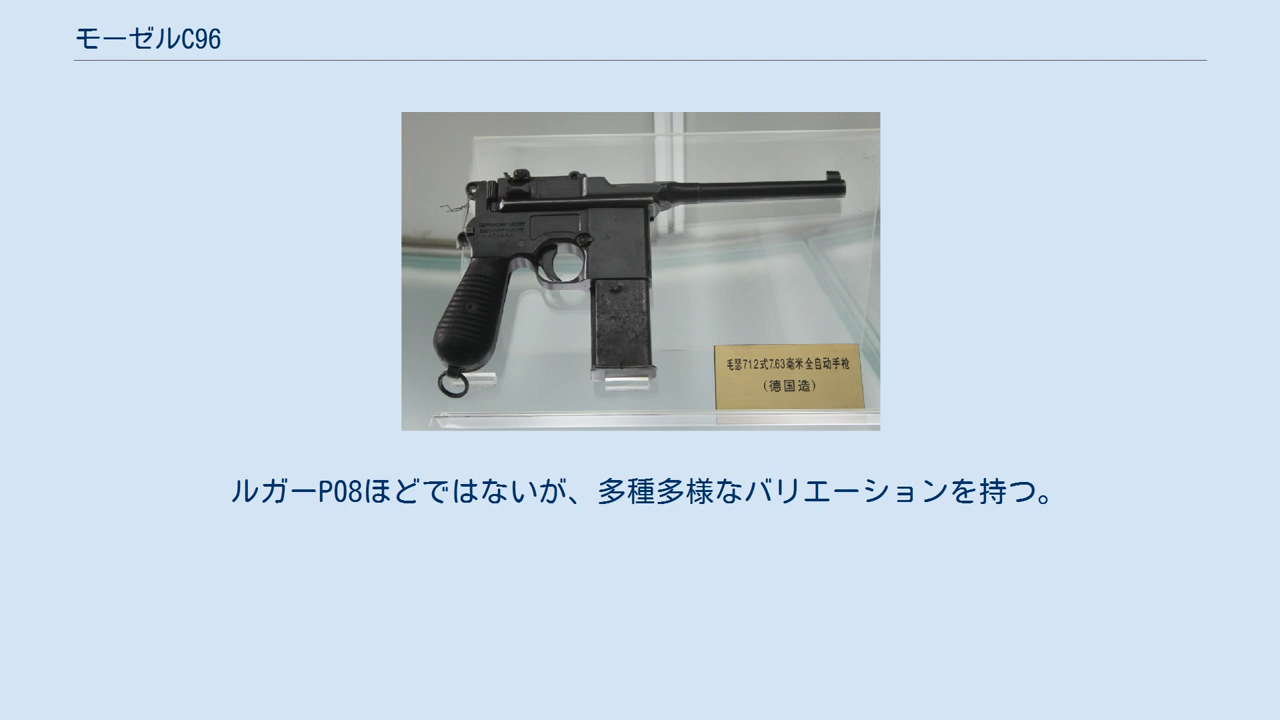 モーゼルC96
毛瑟712式7.63毫米全自动手枪
(德国造)
ルガーP08ほどではないが、多種多様なバリエーションを持つ。